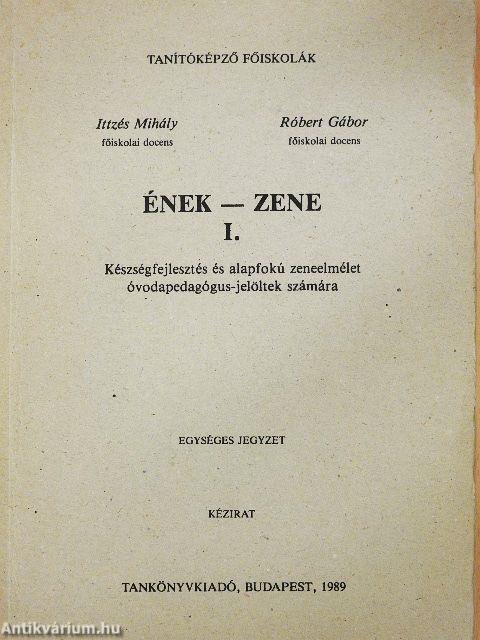 TANÍTÓKÉPZŐ FŐISKOLÁK
Ittzés Mihály
főiskolai docens
Róbert Gábor
főiskolai docens
ÉNEK — ZENE
I.
Készségfejlesztés és alapfokú zeneelmélet
óvodapedagógus-jelöltek számára
EGYSÉGES JEGYZET
KÉZIRAT
TANKÖNYVKIADÓ, BUDAPEST, 1989
Antikvárium.hu